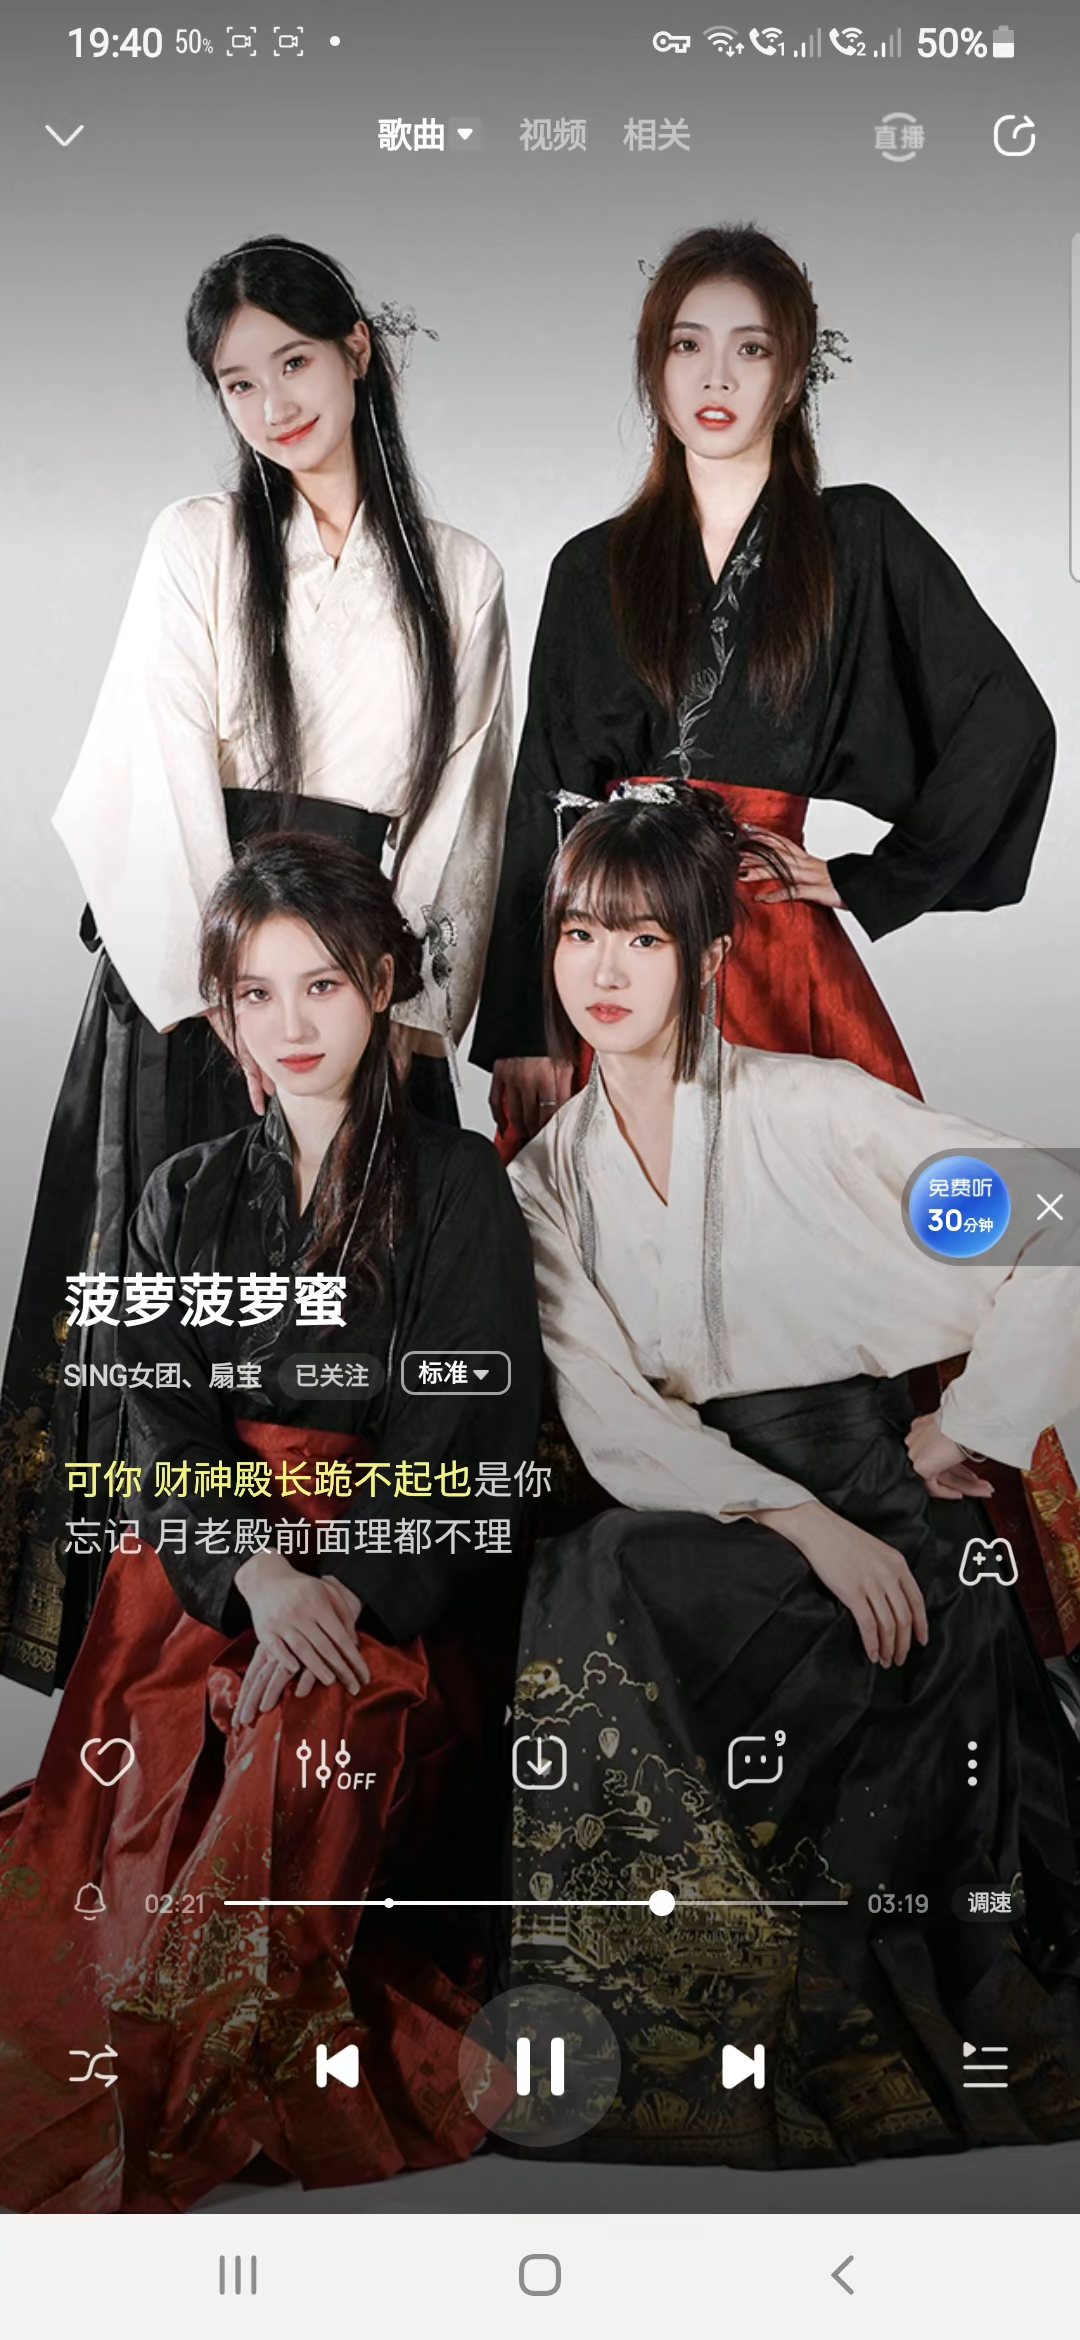 19:40 50% 50%
歌曲 视频 相关 直播
免费听
30分钟
菠萝菠萝蜜
SING女团、扇宝 已关注 标准
可你 财神殿长跪不起也是你
忘记 月老殿前面理都不理
OFF 9
02:21 03:19 调速